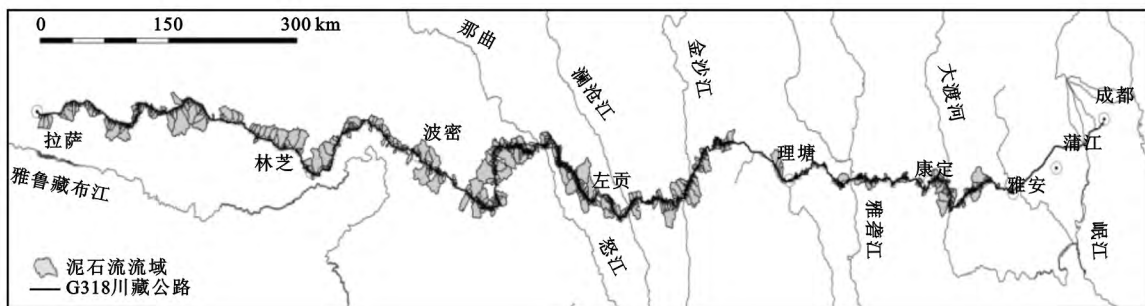 0 150 300 km
那曲
澜沧江
金沙江
大渡河
成都
拉萨
林芝
波密
左贡
理塘
康定
雅安
蒲江
雅鲁藏布江
怒江
雅砻江
岷江
泥石流流域
G318川藏公路